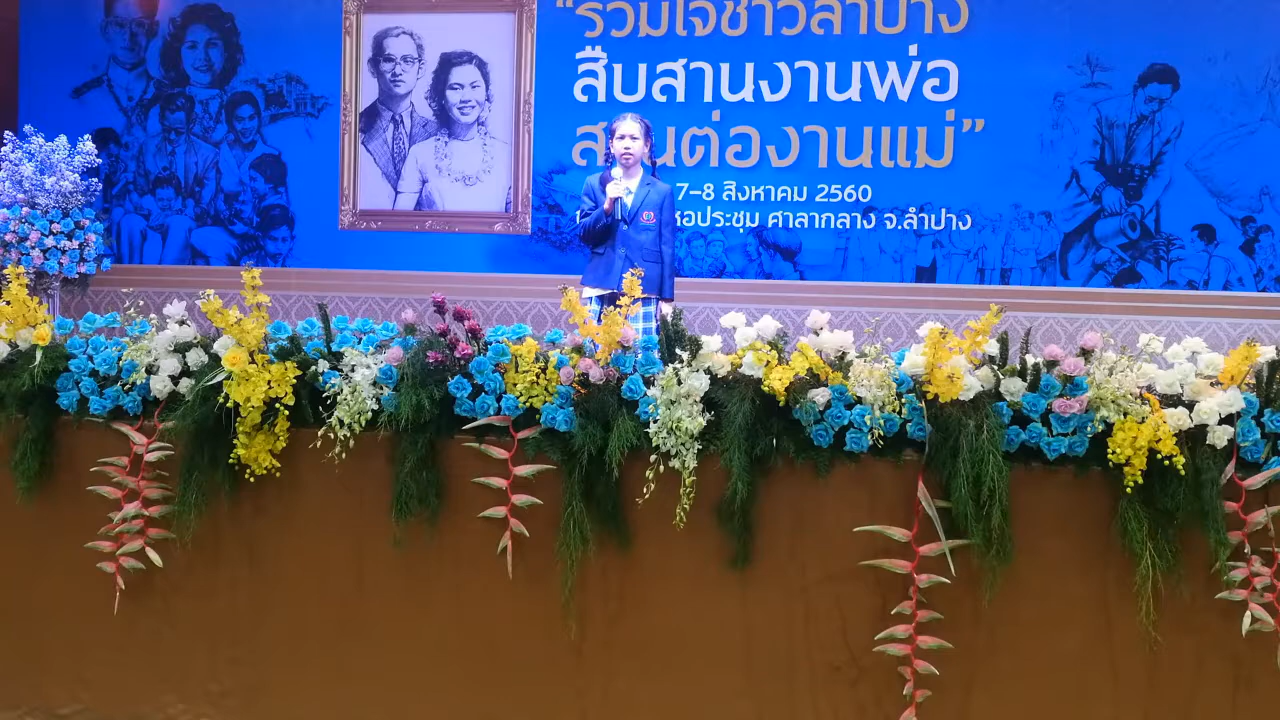 “รวมใจชาวลำปาง
สืบสานงานพ่อ
ต่องานแม่”
7-8 สิงหาคม 2560
หอประชุม ศาลากลาง จ.ลำปาง